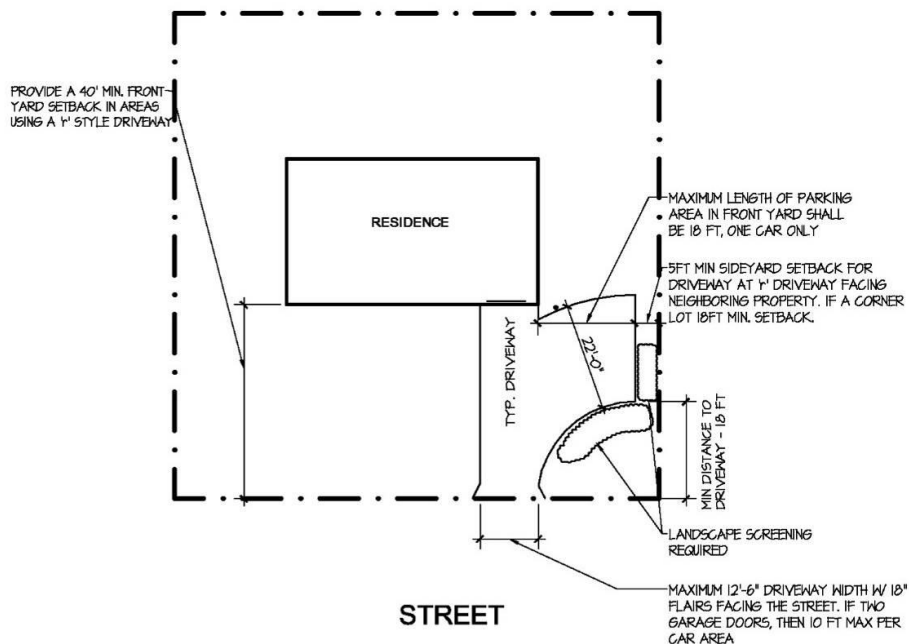 PROVIDE A 40' MIN. FRONT
YARD SETBACK IN AREAS
USING A 'Y' STYLE DRIVEWAY
RESIDENCE
MAXIMUM LENGTH OF PARKING
AREA IN FRONT YARD SHALL
BE 18 FT, ONE CAR ONLY
5FT MIN SIDEYARD SETBACK FOR
DRIVEWAY AT 'Y' DRIVEWAY FACING
NEIGHBORING PROPERTY. IF A CORNER
LOT 18FT MIN. SETBACK.
TYP. DRIVEWAY
22'-0"
MIN DISTANCE TO
DRIVEWAY - 18 FT
LANDSCAPE SCREENING
REQUIRED
MAXIMUM 12'-6" DRIVEWAY WIDTH W/ 18"
FLAIRS FACING THE STREET. IF TWO
GARAGE DOORS, THEN 10 FT MAX PER
CAR AREA
STREET